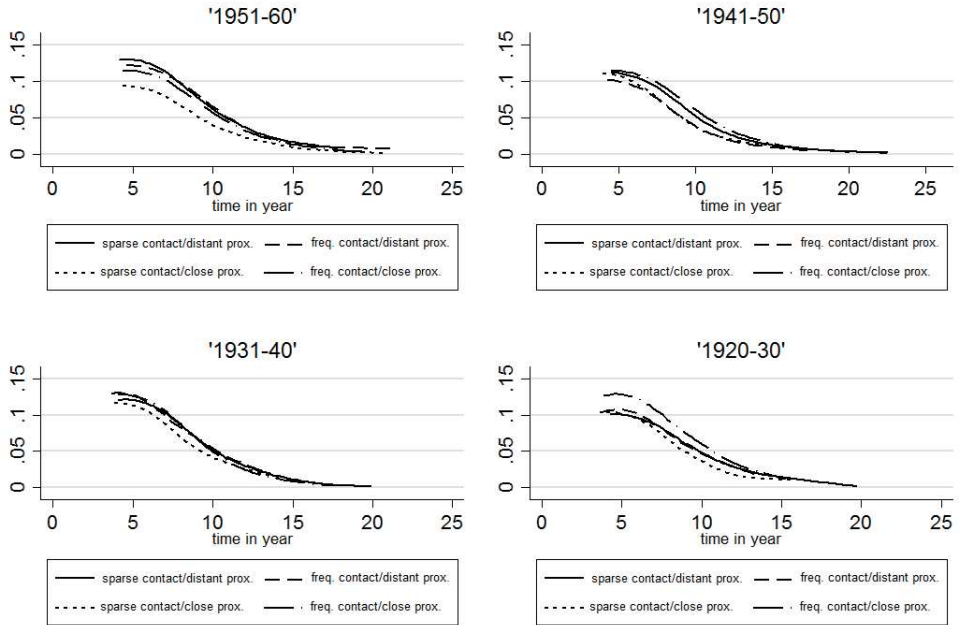 '1951-60'
.15
.1
.05
0
0 5 10 15 20 25
time in year
sparse contact/distant prox. freq. contact/distant prox.
sparse contact/close prox. freq. contact/close prox.
'1941-50'
.15
.1
.05
0
0 5 10 15 20 25
time in year
sparse contact/distant prox. freq. contact/distant prox.
sparse contact/close prox. freq. contact/close prox.
'1931-40'
.15
.1
.05
0
0 5 10 15 20 25
time in year
sparse contact/distant prox. freq. contact/distant prox.
sparse contact/close prox. freq. contact/close prox.
'1920-30'
.15
.1
.05
0
0 5 10 15 20 25
time in year
sparse contact/distant prox. freq. contact/distant prox.
sparse contact/close prox. freq. contact/close prox.